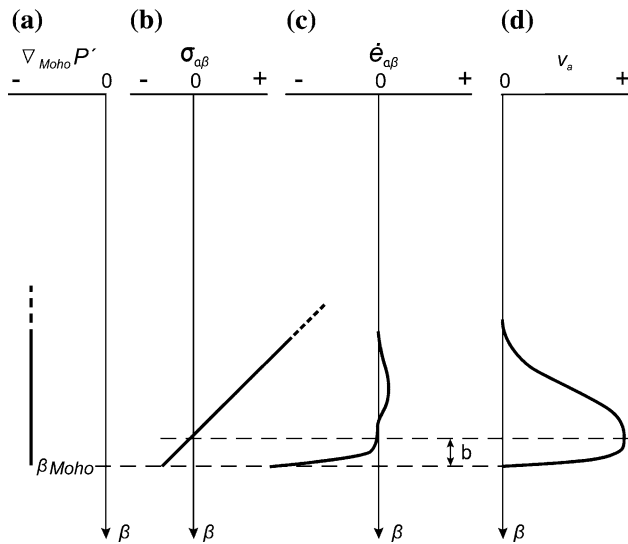 (a) (b) (c) (d)
∇Moho P´ σαβ ėαβ va
- 0 - 0 + - 0 + 0 +
b
βMoho
β β β β